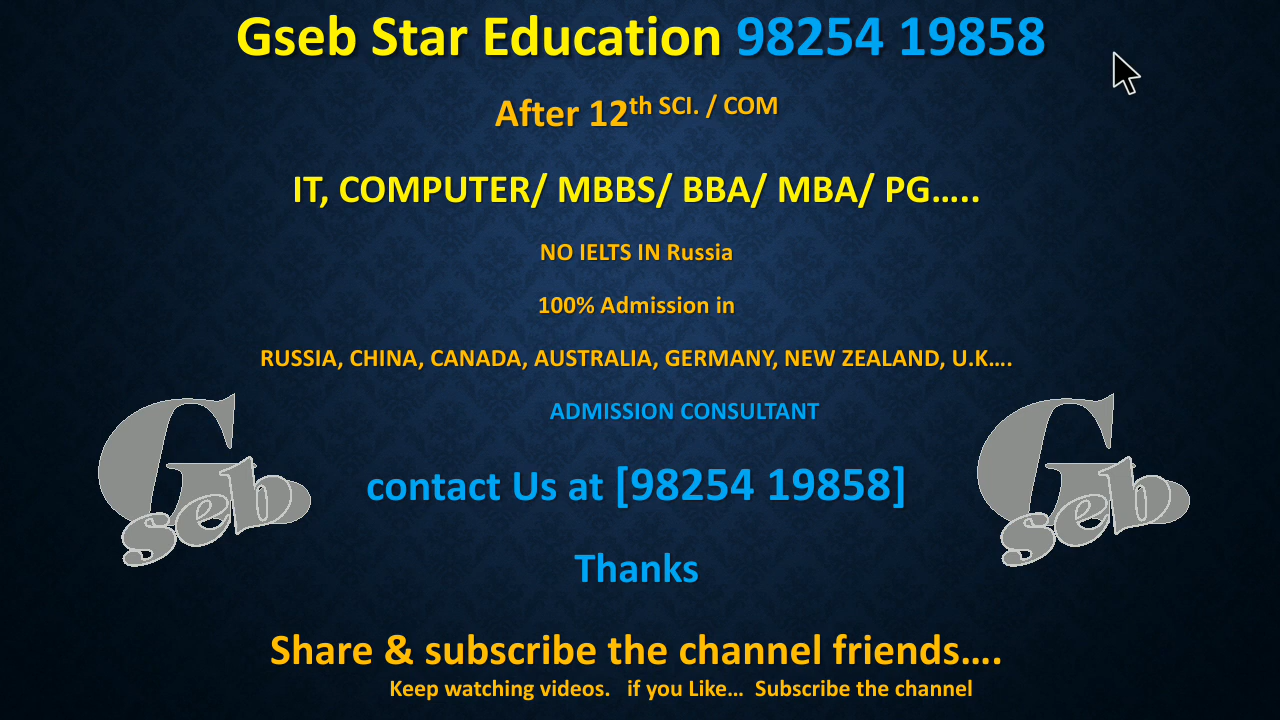 Gseb Star Education 98254 19858
After 12th SCI. / COM
IT, COMPUTER/ MBBS/ BBA/ MBA/ PG.....
NO IELTS IN Russia
100% Admission in
RUSSIA, CHINA, CANADA, AUSTRALIA, GERMANY, NEW ZEALAND, U.K....
ADMISSION CONSULTANT
Gseb
Gseb
contact Us at [98254 19858]
Thanks
Share & subscribe the channel friends....
Keep watching videos. if you Like... Subscribe the channel